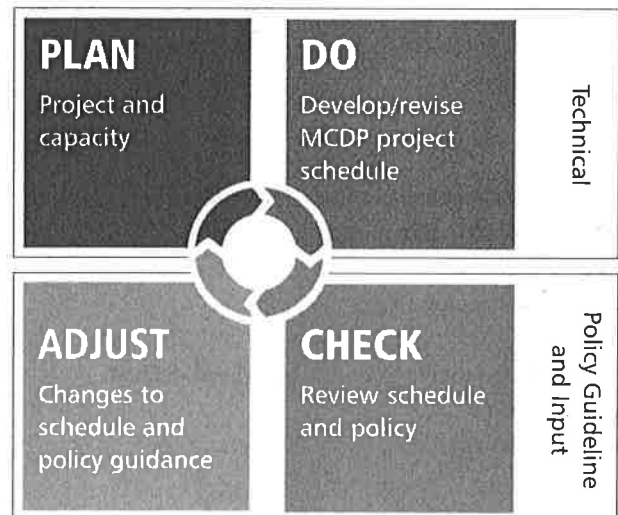 PLAN
Project and
capacity
DO
Develop/revise
MCDP project
schedule
Technical
ADJUST
Changes to
schedule and
policy guidance
CHECK
Review schedule
and policy
Policy Guideline
and Input